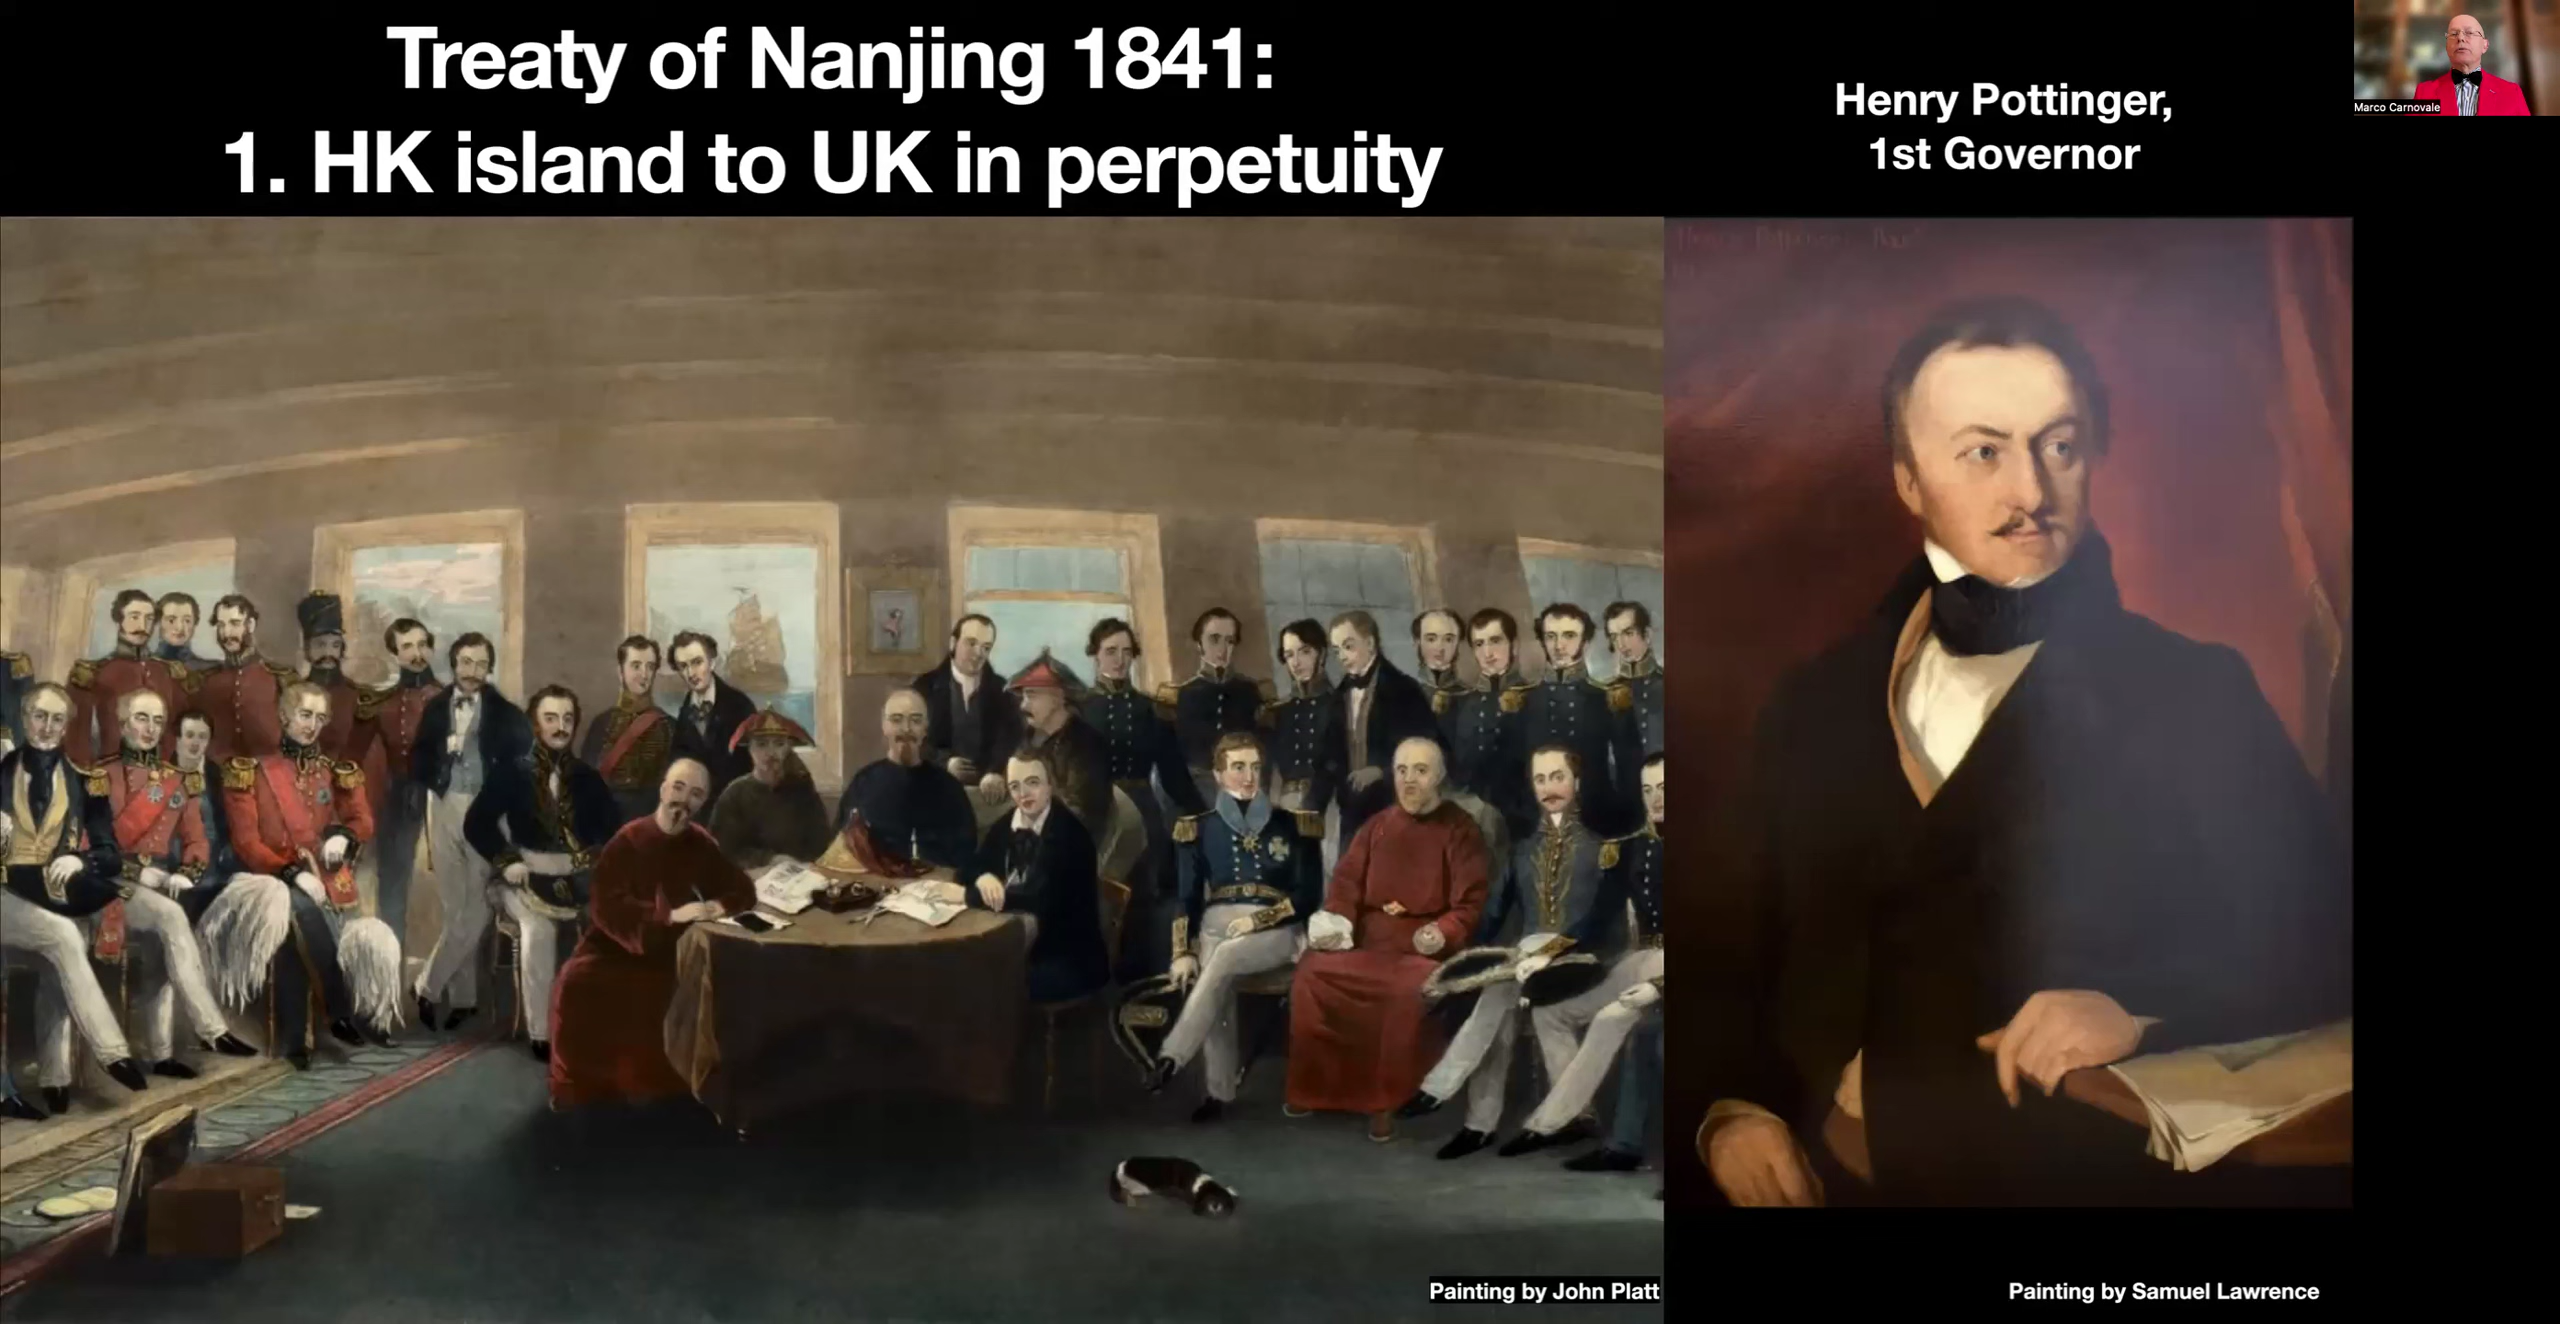 Treaty of Nanjing 1841:
1. HK island to UK in perpetuity
Henry Pottinger,
1st Governor
Marco Carnovale
Painting by John Platt
Painting by Samuel Lawrence